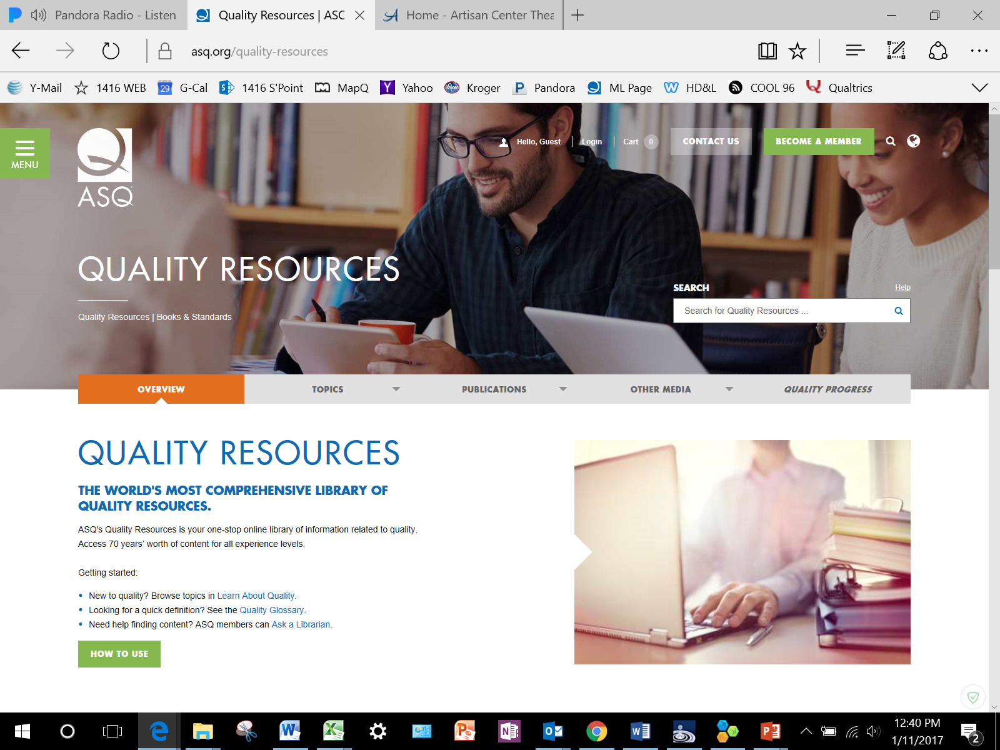 Pandora Radio - Listen
Quality Resources | ASC
Home - Artisan Center Thea
asq.org/quality-resources
Y-Mail
1416 WEB
29
G-Cal
1416 S'Point
MapQ
Yahoo
Kroger
Pandora
ML Page
HD&L
COOL 96
Qualtrics
MENU
ASQ
Hello, Guest
Login
Cart 0
CONTACT US
BECOME A MEMBER
QUALITY RESOURCES
Quality Resources | Books & Standards
SEARCH
Help
Search for Quality Resources ...
OVERVIEW
TOPICS
PUBLICATIONS
OTHER MEDIA
QUALITY PROGRESS
QUALITY RESOURCES
THE WORLD'S MOST COMPREHENSIVE LIBRARY OF
QUALITY RESOURCES.
ASQ's Quality Resources is your one-stop online library of information related to quality.
Access 70 years' worth of content for all experience levels.
Getting started:
New to quality? Browse topics in Learn About Quality.
Looking for a quick definition? See the Quality Glossary.
Need help finding content? ASQ members can Ask a Librarian.
HOW TO USE
12:40 PM
1/11/2017
2